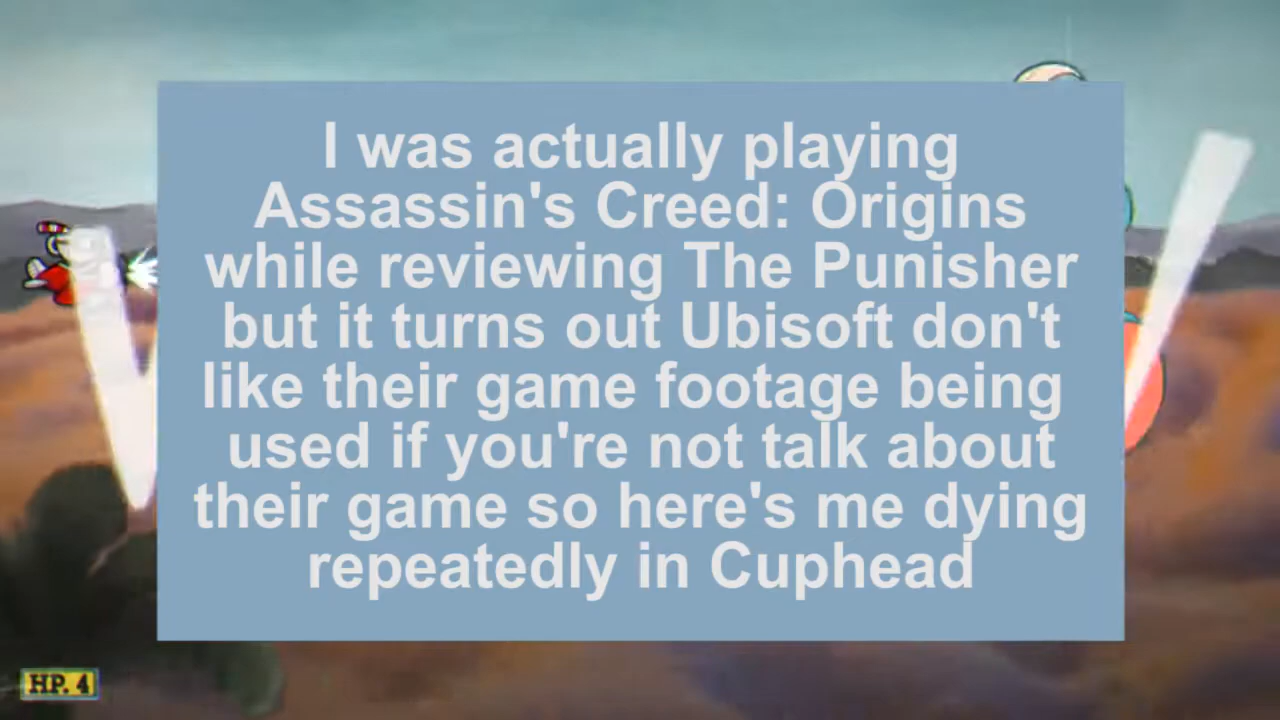 I was actually playing
Assassin's Creed: Origins
while reviewing The Punisher
but it turns out Ubisoft don't
like their game footage being
used if you're not talk about
their game so here's me dying
repeatedly in Cuphead
HP. 4